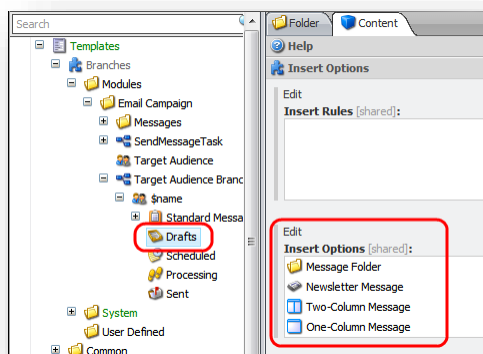 Search
Templates
Branches
Modules
Email Campaign
Messages
SendMessageTask
Target Audience
Target Audience Branc
$name
Standard Messa
Drafts
Scheduled
Processing
Sent
System
User Defined
Common
Folder
Content
Help
Insert Options
Edit
Insert Rules [shared]:
Edit
Insert Options [shared]:
Message Folder
Newsletter Message
Two-Column Message
One-Column Message